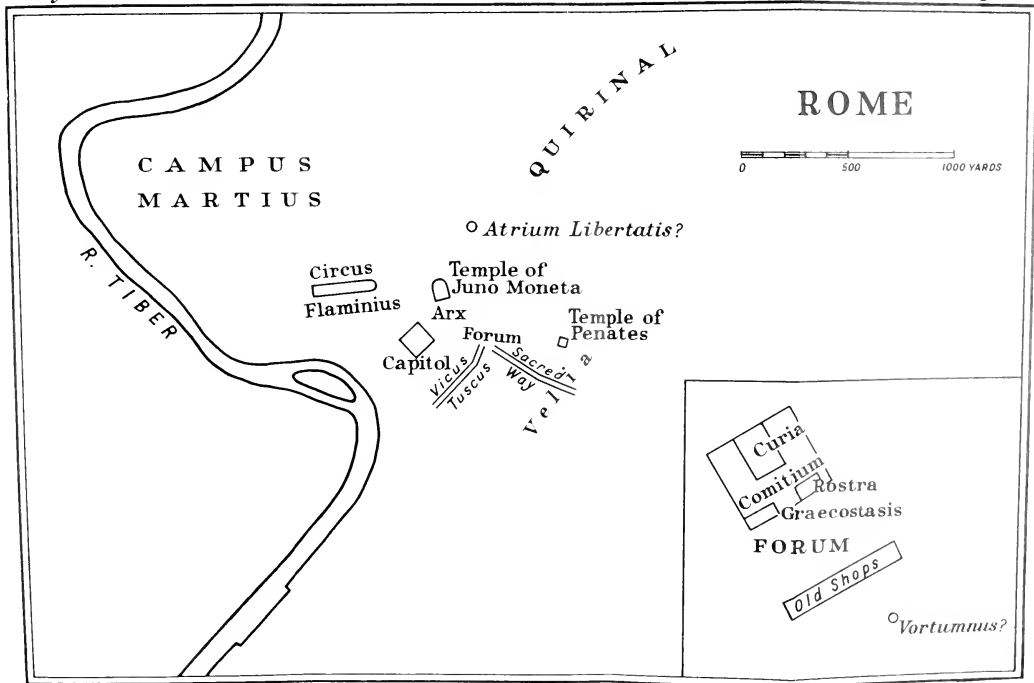 ROME
0 500 1000 YARDS
QUIRINAL
CAMPUS
MARTIUS
R. TIBER
Atrium Libertatis?
Circus
Flaminius
Temple of
Juno Moneta
Arx
Capitol
Forum
Temple of
Penates
Vicus
Tuscus
Sacred
Way
Velia
Curia
Comitium
Rostra
Graecostasis
FORUM
Old Shops
Vortumnus?